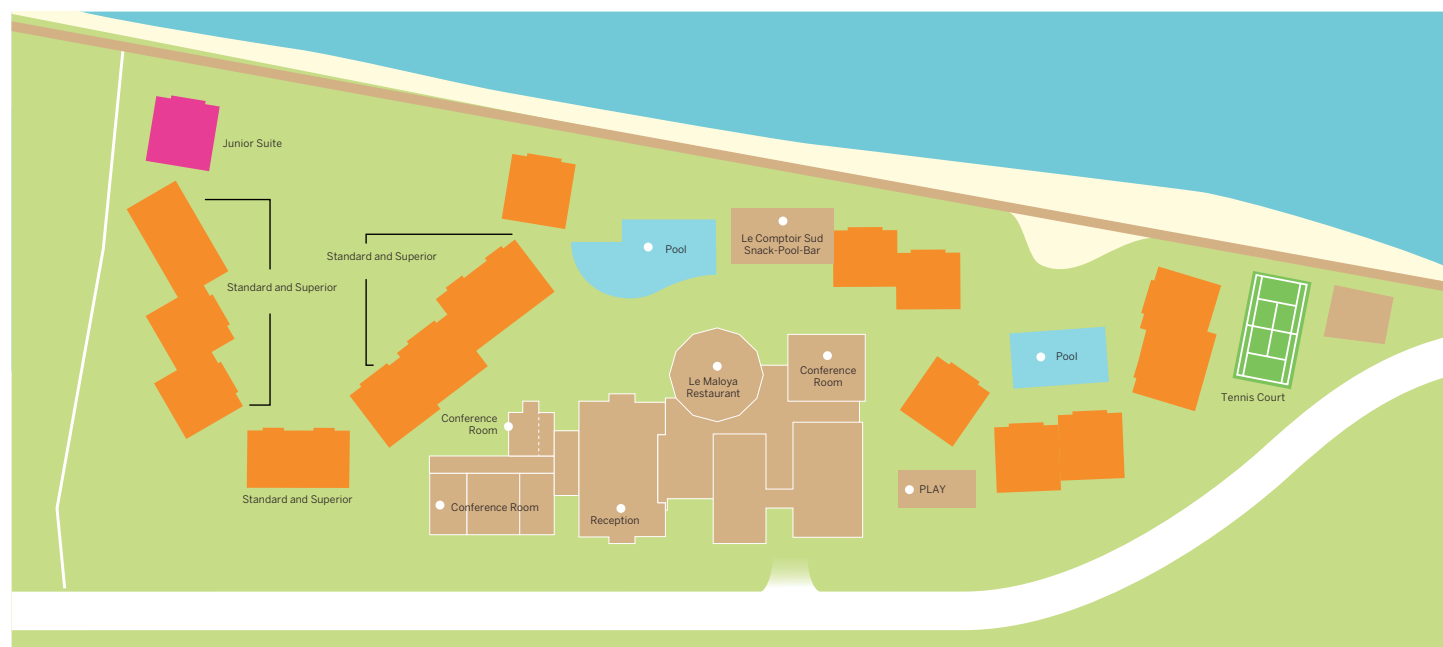 Junior Suite
Standard and Superior
Standard and Superior
Standard and Superior
Pool
Le Comptoir Sud
Snack-Pool-Bar
Le Maloya
Restaurant
Conference
Room
Conference
Room
Conference Room
Reception
Pool
PLAY
Tennis Court